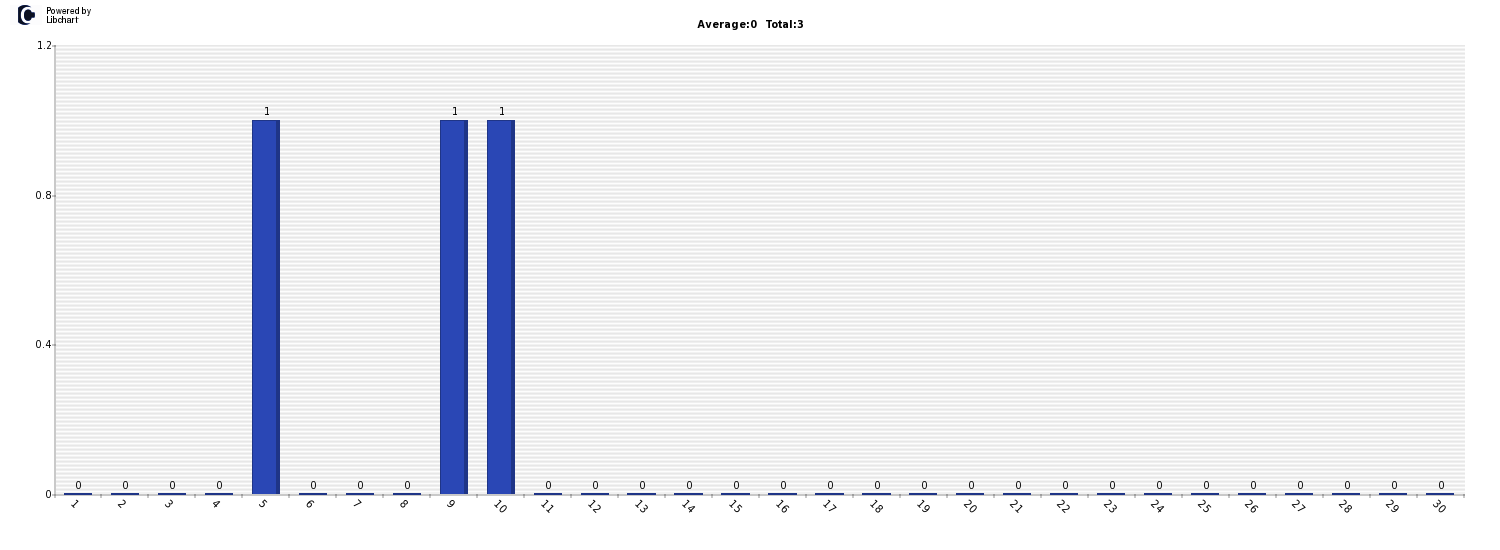 Powered by
Libchart
Average:0 Total:3
1.2
0.8
0.4
0
0 0 0 0 1 0 0 0 1 1 0 0 0 0 0 0 0 0 0 0 0 0 0 0 0 0 0 0 0 0
1 2 3 4 5 6 7 8 9 10 11 12 13 14 15 16 17 18 19 20 21 22 23 24 25 26 27 28 29 30